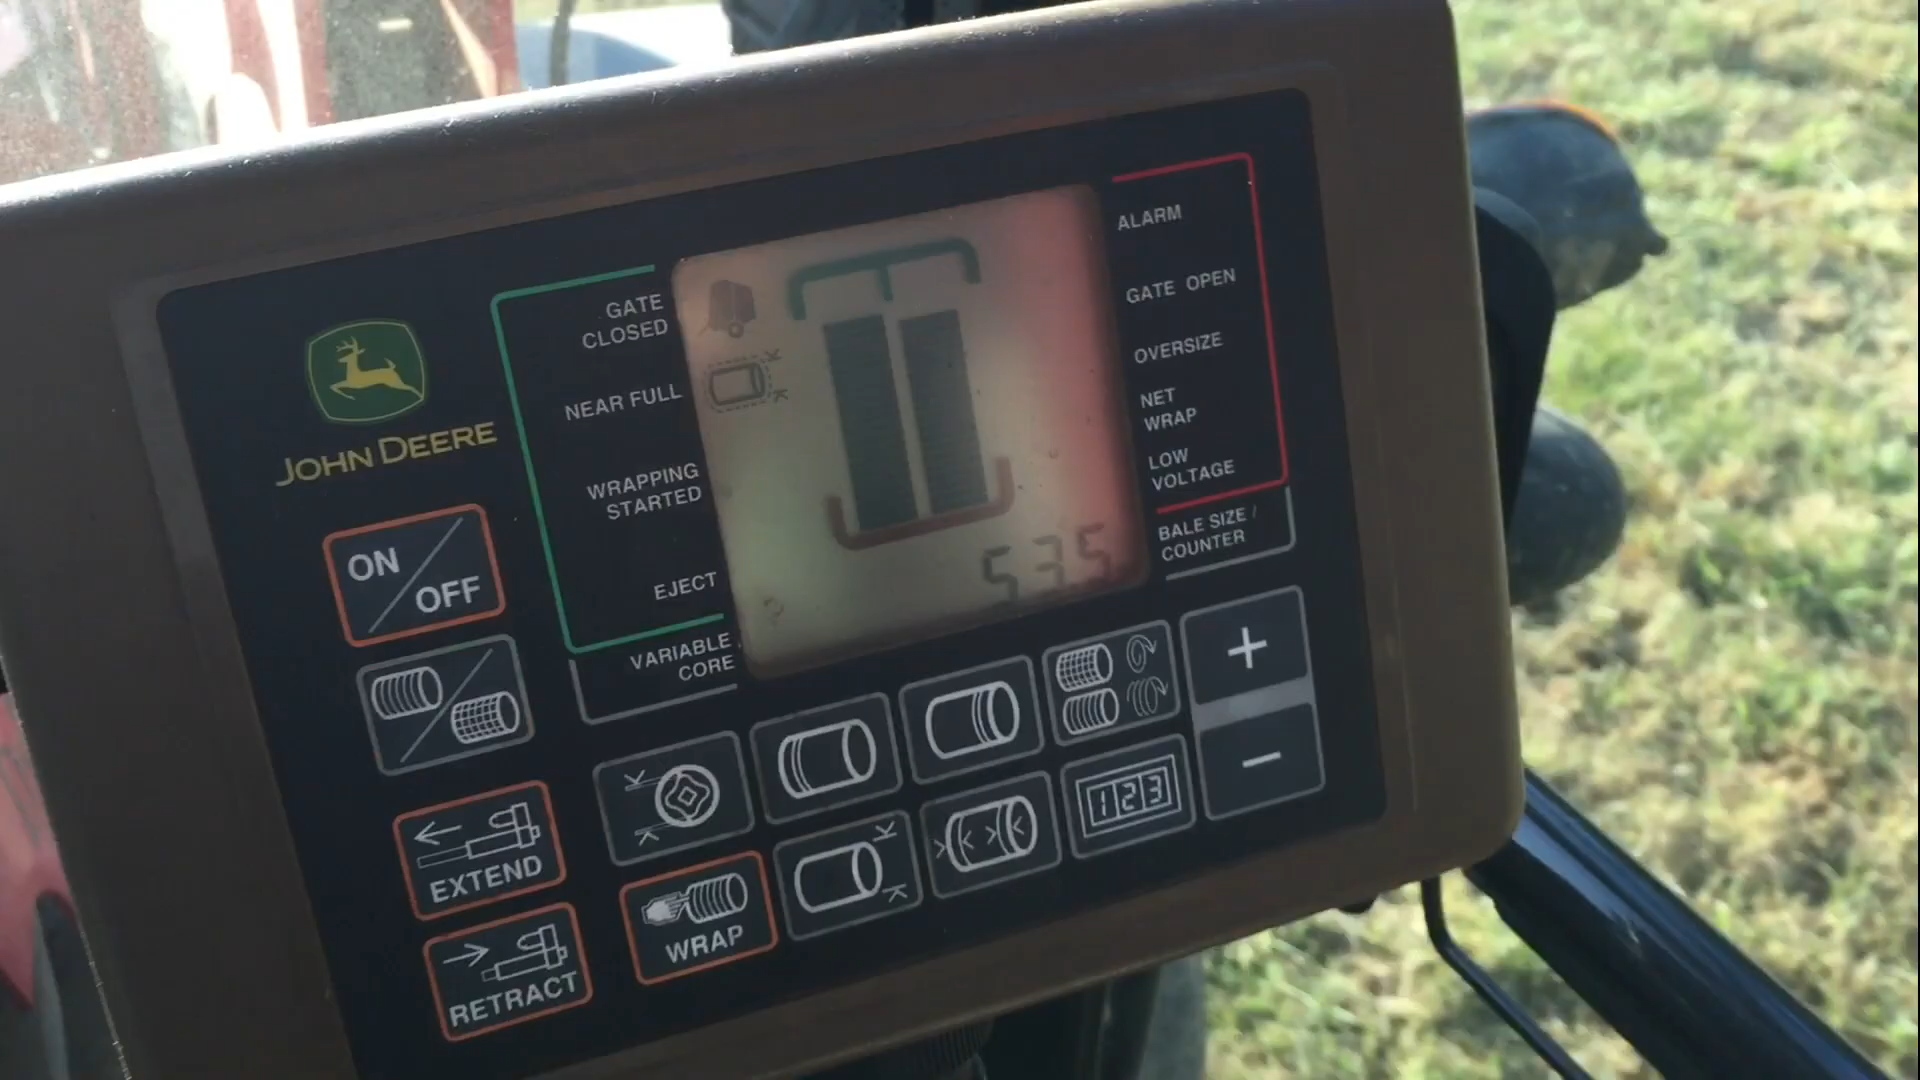 JOHN DEERE
GATE
CLOSED
NEAR FULL
WRAPPING
STARTED
EJECT
VARIABLE
CORE
ALARM
GATE OPEN
OVERSIZE
NET
WRAP
LOW
VOLTAGE
BALE SIZE /
COUNTER
535
ON
OFF
EXTEND
RETRACT
WRAP
123
+
−